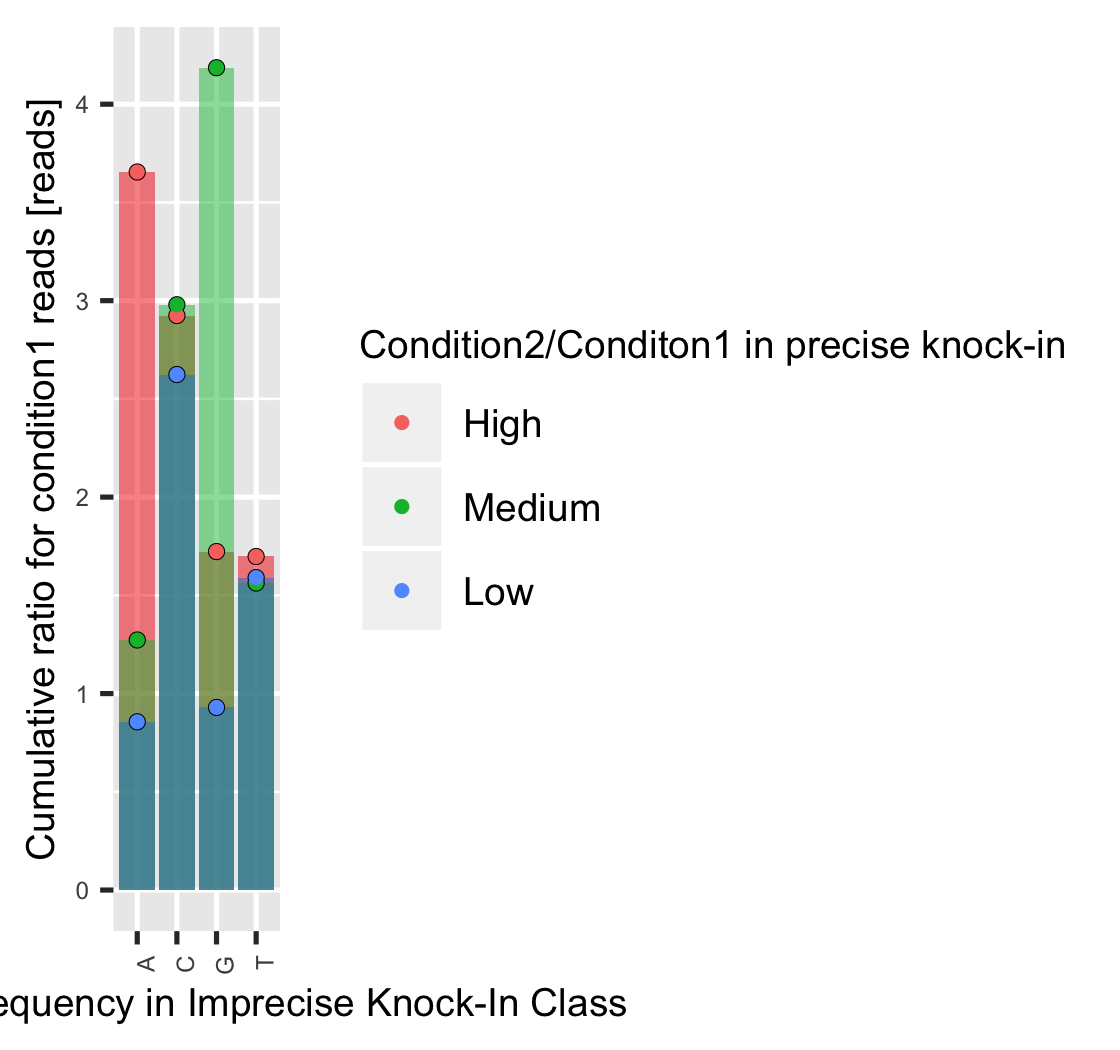 Cumulative ratio for condition1 reads [reads]
4
3
2
1
0
A
C
G
T
equency in Imprecise Knock-In Class
Condition2/Conditon1 in precise knock-in
High
Medium
Low